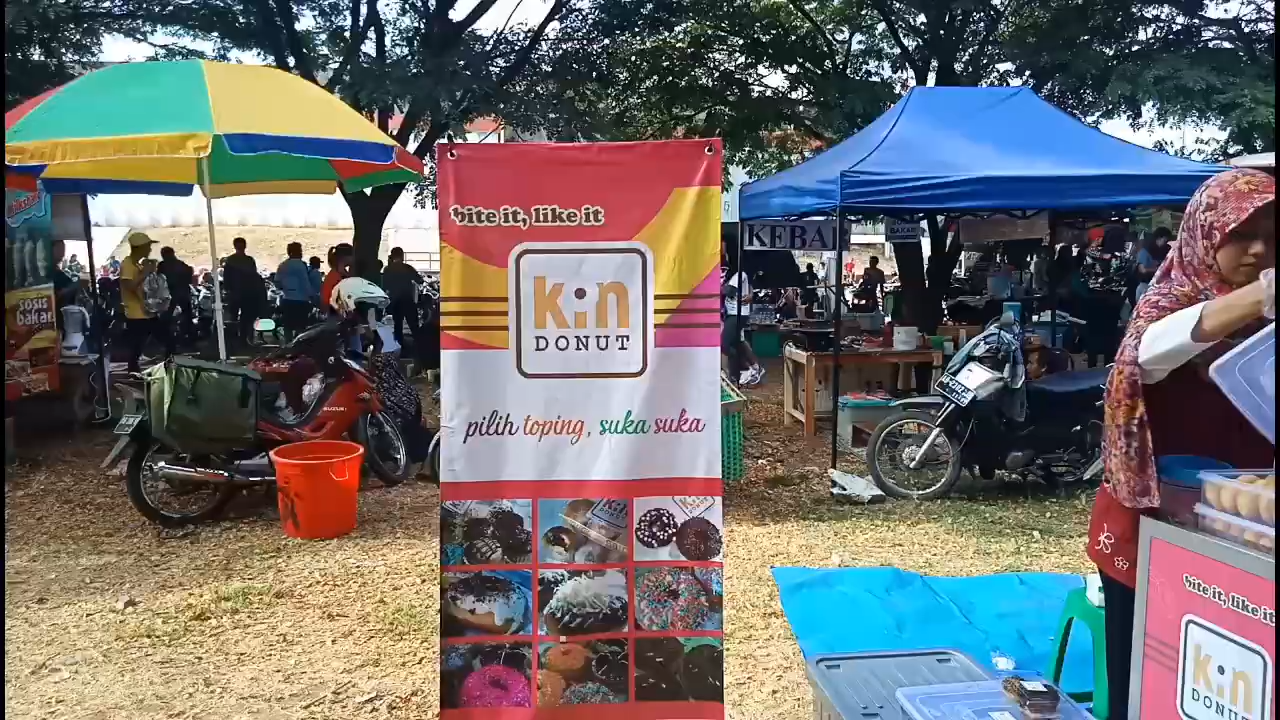 bite it, like it
kin
DONUT
pilih toping, suka suka
KEBA
BAKAR
sosis
bakar
bite it, like it
kin
DONUT